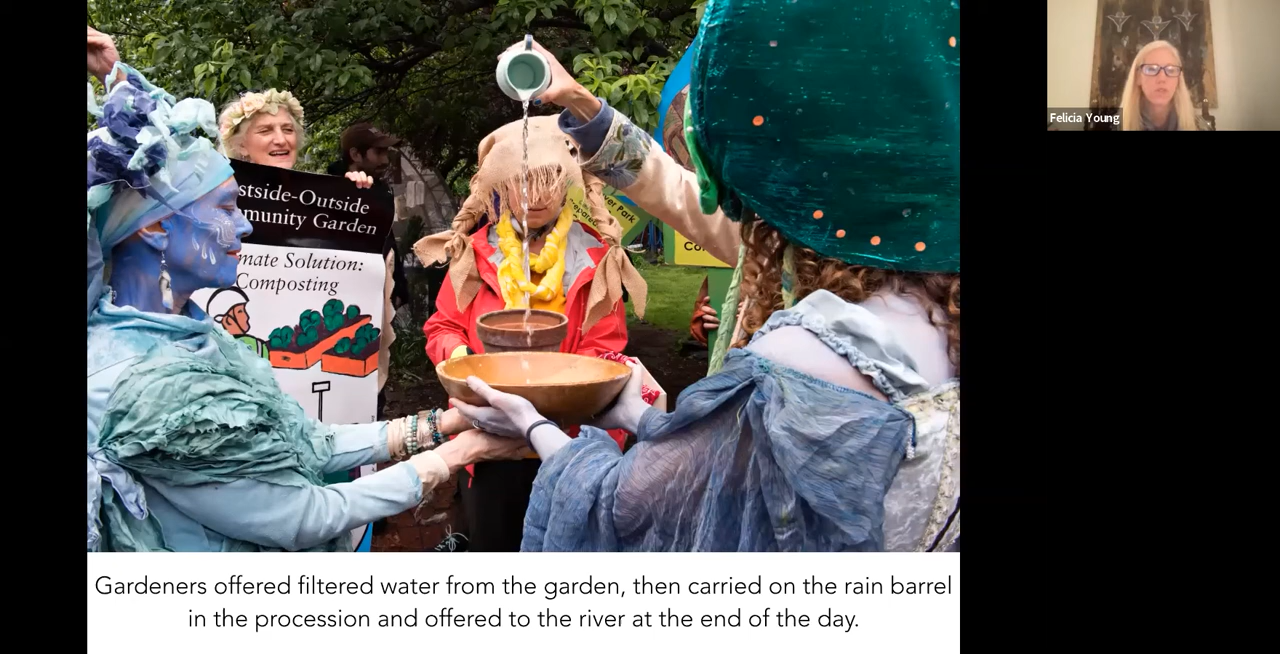 Felicia Young
stside-Outside
munity Garden
mate Solution:
Composting
Gardeners offered filtered water from the garden, then carried on the rain barrel
in the procession and offered to the river at the end of the day.